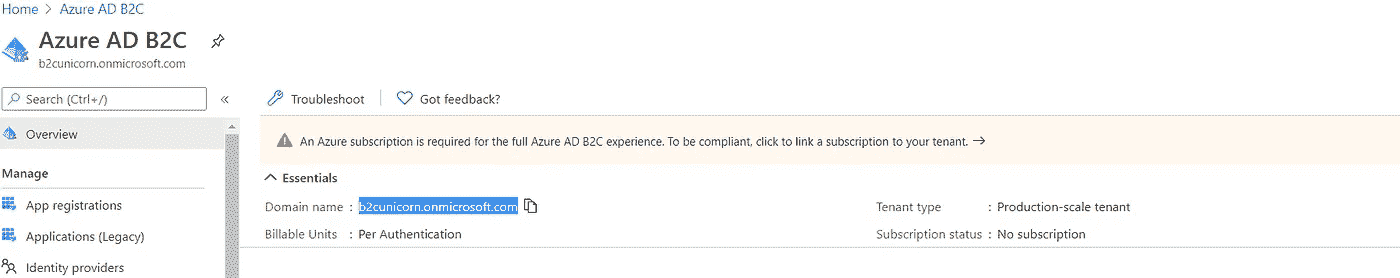 Home > Azure AD B2C
Azure AD B2C
b2cunicorn.onmicrosoft.com
Search (Ctrl+/)
«
Troubleshoot
Got feedback?
Overview
An Azure subscription is required for the full Azure AD B2C experience. To be compliant, click to link a subscription to your tenant. →
Manage
Essentials
App registrations
Domain name : b2cunicorn.onmicrosoft.com
Tenant type : Production-scale tenant
Applications (Legacy)
Billable Units : Per Authentication
Subscription status : No subscription
Identity providers